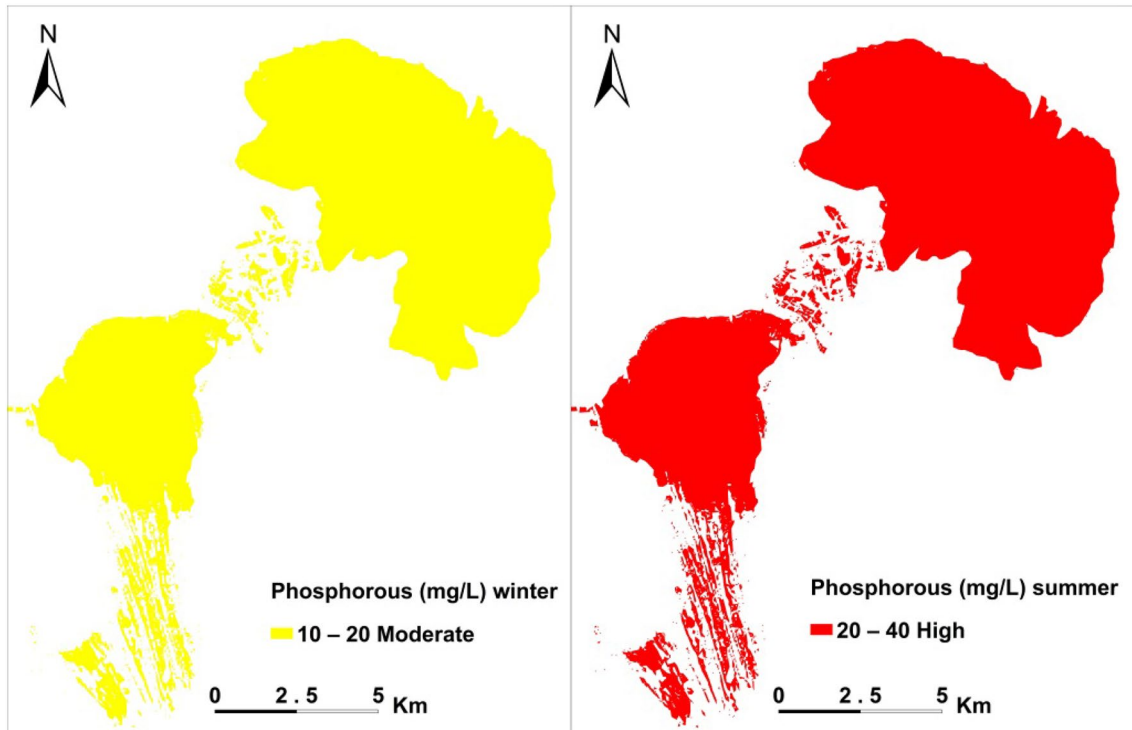 N
Phosphorous (mg/L) winter
10 – 20 Moderate
0 2.5 5 Km
N
Phosphorous (mg/L) summer
20 – 40 High
0 2.5 5 Km